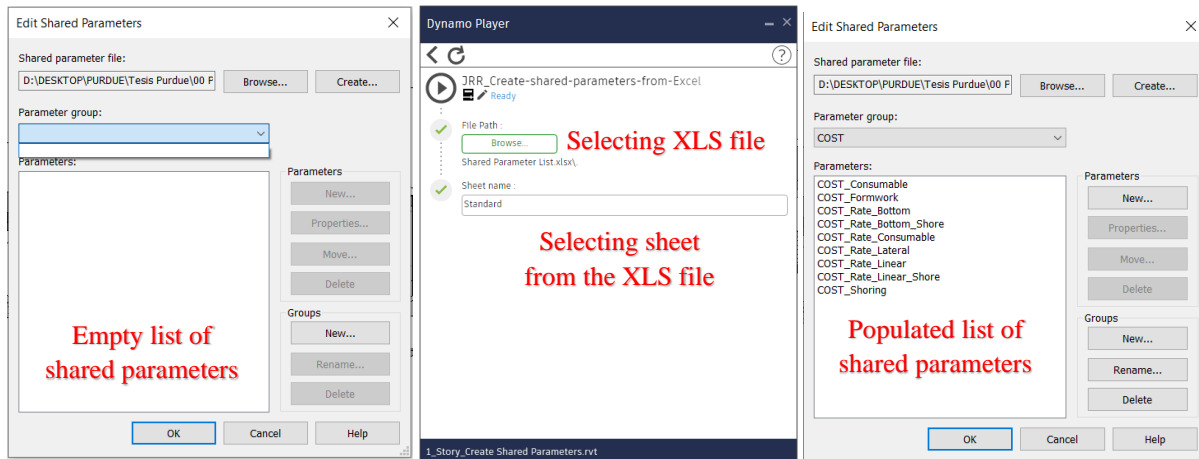 Edit Shared Parameters
Shared parameter file:
D:\DESKTOP\PURDUE\Tesis Purdue\00 F
Browse...
Create...
Parameter group:
Parameters:
Parameters
New...
Properties...
Move...
Delete
Groups
New...
Rename...
Delete
Empty list of
shared parameters
OK
Cancel
Help
Dynamo Player
?
JRR_Create-shared-parameters-from-Excel
Ready
File Path :
Browse...
Selecting XLS file
Shared Parameter List.xlsx\.
Sheet name :
Standard
Selecting sheet
from the XLS file
1_Story_Create Shared Parameters.rvt
Edit Shared Parameters
Shared parameter file:
D:\DESKTOP\PURDUE\Tesis Purdue\00 F
Browse...
Create...
Parameter group:
COST
Parameters:
COST_Consumable
COST_Formwork
COST_Rate_Bottom
COST_Rate_Bottom_Shore
COST_Rate_Consumable
COST_Rate_Lateral
COST_Rate_Linear
COST_Rate_Linear_Shore
COST_Shoring
Parameters
New...
Properties...
Move...
Delete
Groups
New...
Rename...
Delete
Populated list of
shared parameters
OK
Cancel
Help